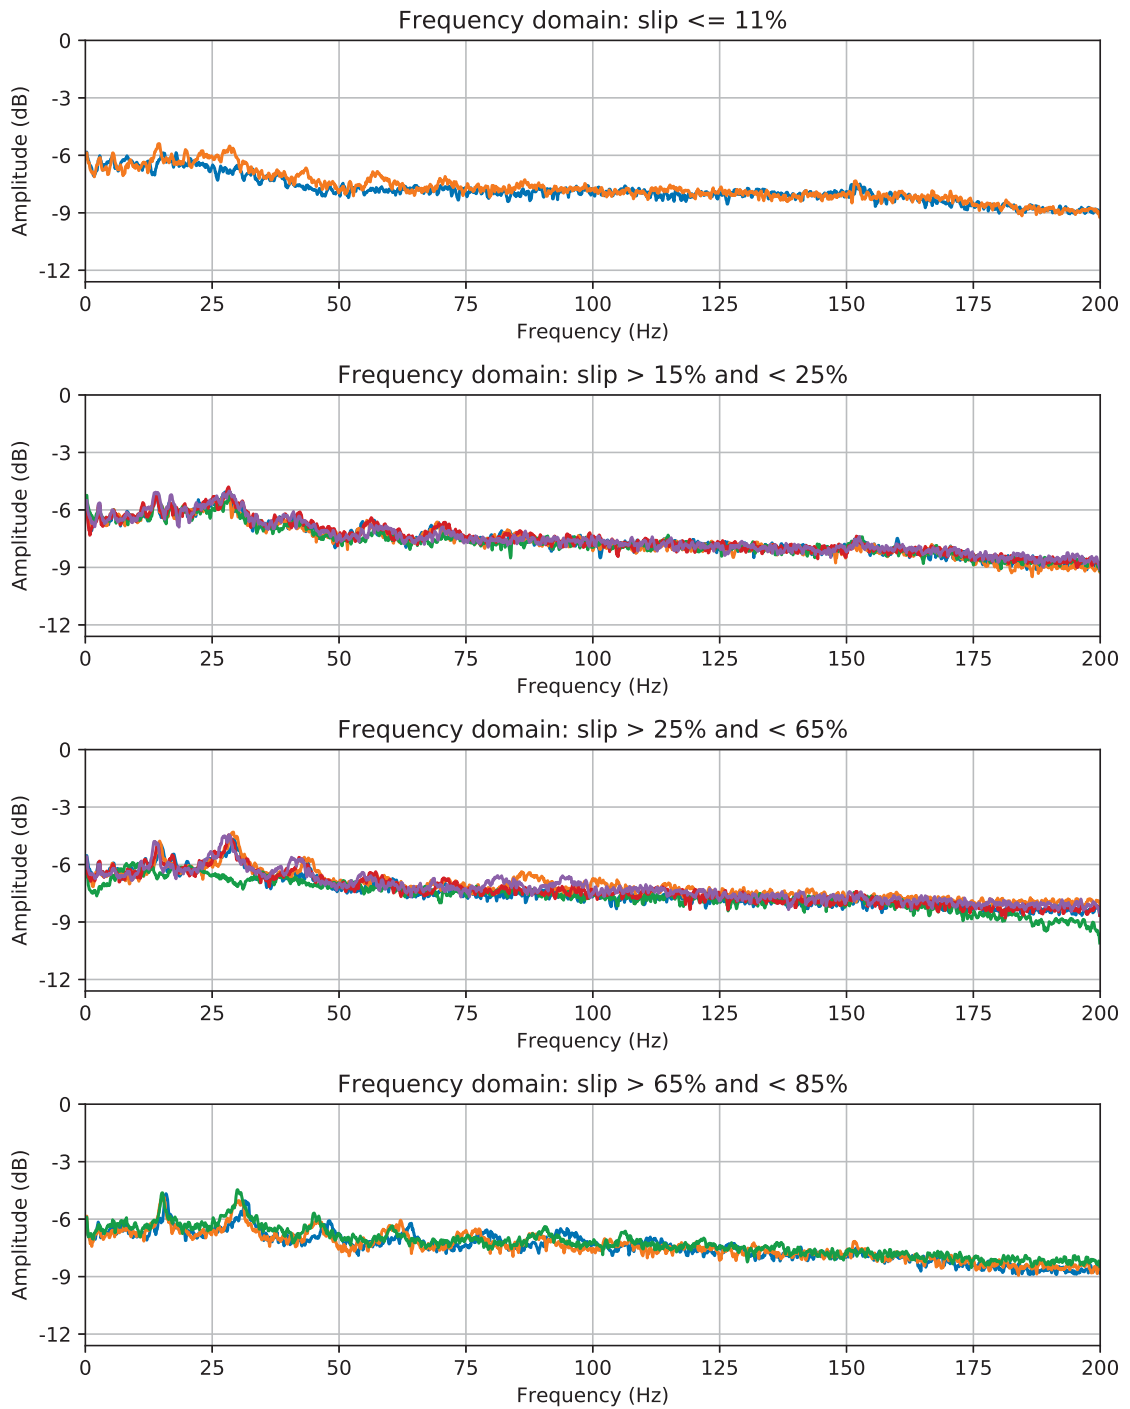 Frequency domain: slip <= 11%
0
-3
-6
-9
-12
Amplitude (dB)
0 25 50 75 100 125 150 175 200
Frequency (Hz)
Frequency domain: slip > 15% and < 25%
0
-3
-6
-9
-12
Amplitude (dB)
0 25 50 75 100 125 150 175 200
Frequency (Hz)
Frequency domain: slip > 25% and < 65%
0
-3
-6
-9
-12
Amplitude (dB)
0 25 50 75 100 125 150 175 200
Frequency (Hz)
Frequency domain: slip > 65% and < 85%
0
-3
-6
-9
-12
Amplitude (dB)
0 25 50 75 100 125 150 175 200
Frequency (Hz)